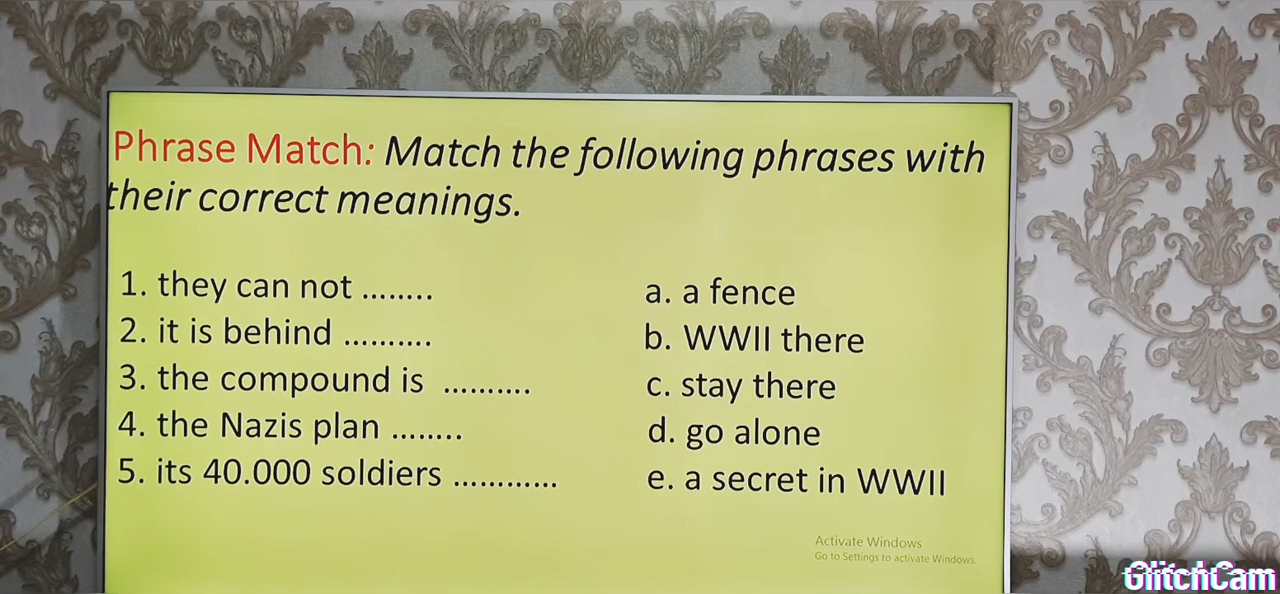 Phrase Match: Match the following phrases with
their correct meanings.
1. they can not ........
2. it is behind ..........
3. the compound is ..........
4. the Nazis plan ........
5. its 40.000 soldiers ............
a. a fence
b. WWII there
c. stay there
d. go alone
e. a secret in WWII
Activate Windows
Go to Settings to activate Windows.
GlitchCam